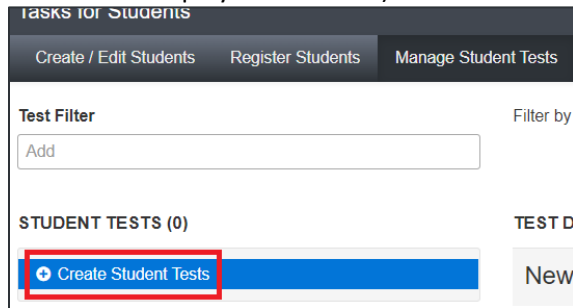 Tasks for Students
Create / Edit Students Register Students Manage Student Tests
Test Filter Filter by
Add
STUDENT TESTS (0) TEST D
Create Student Tests
New